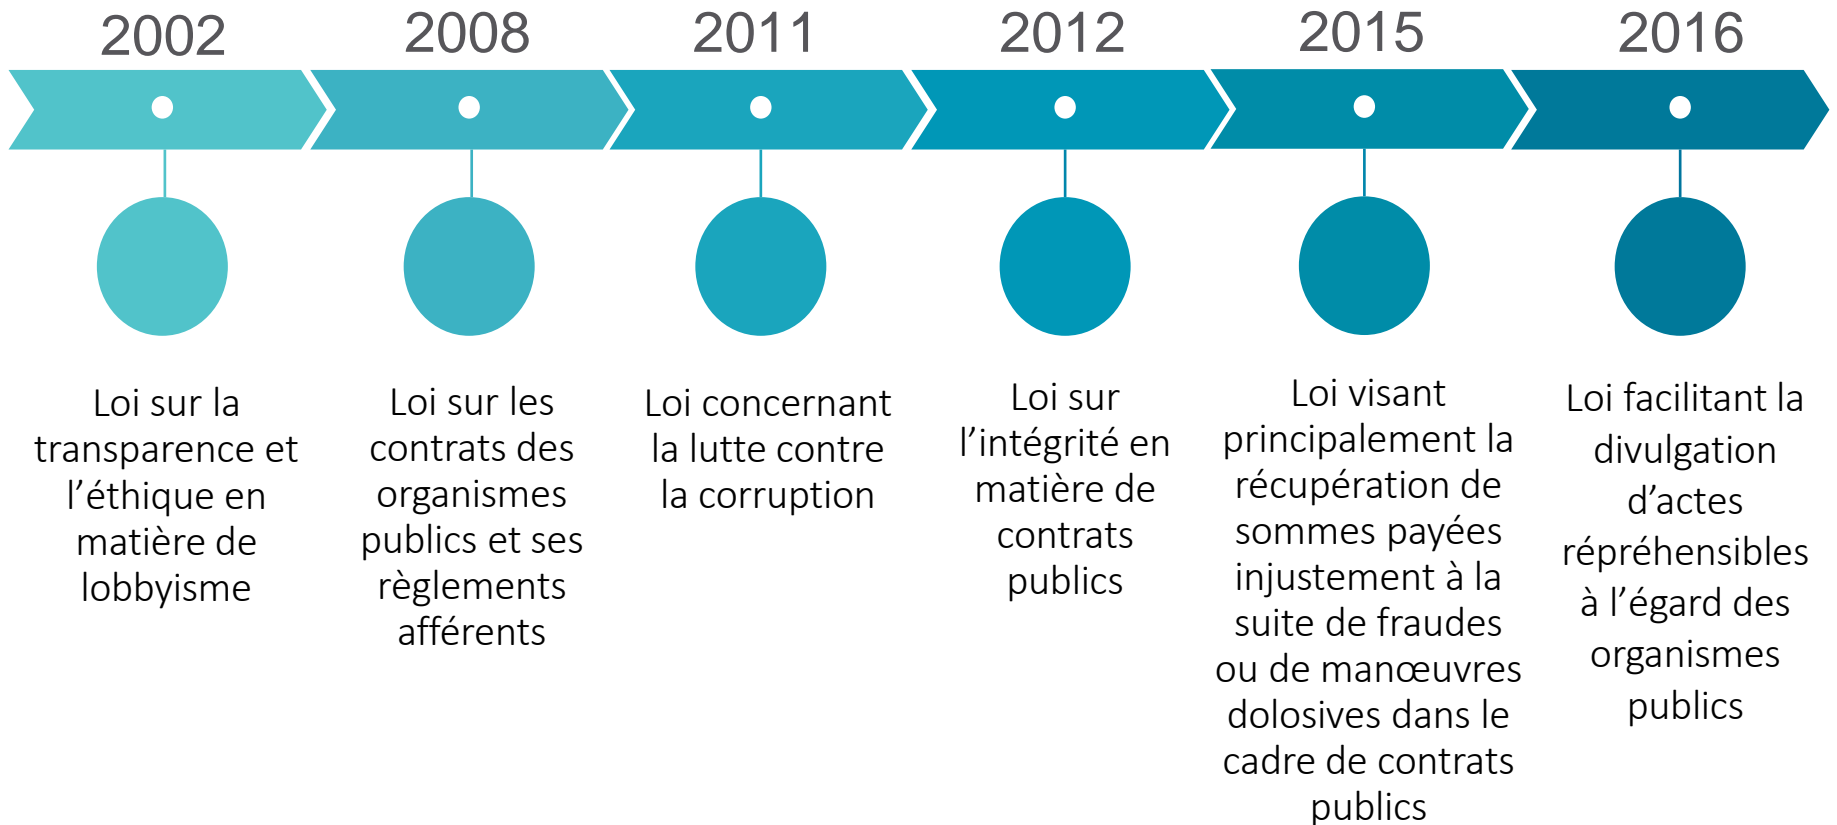 2002
2008
2011
2012
2015
2016
Loi sur la
transparence et
l’éthique en
matière de
lobbyisme
Loi sur les
contrats des
organismes
publics et ses
règlements
afférents
Loi concernant
la lutte contre
la corruption
Loi sur
l’intégrité en
matière de
contrats
publics
Loi visant
principalement la
récupération de
sommes payées
injustement à la
suite de fraudes
ou de manœuvres
dolosives dans le
cadre de contrats
publics
Loi facilitant la
divulgation
d’actes
répréhensibles
à l’égard des
organismes
publics